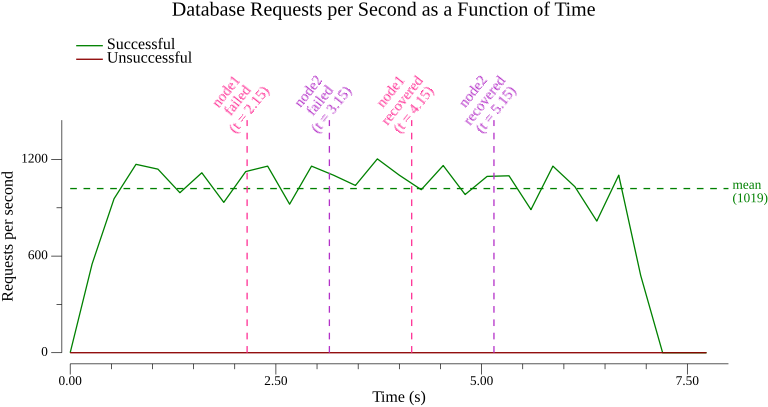 Database Requests per Second as a Function of Time
Successful
Unsuccessful
node1
failed
(t = 2.15)
node2
failed
(t = 3.15)
node1
recovered
(t = 4.15)
node2
recovered
(t = 5.15)
Requests per second
1200
600
0
mean
(1019)
0.00
2.50
5.00
7.50
Time (s)